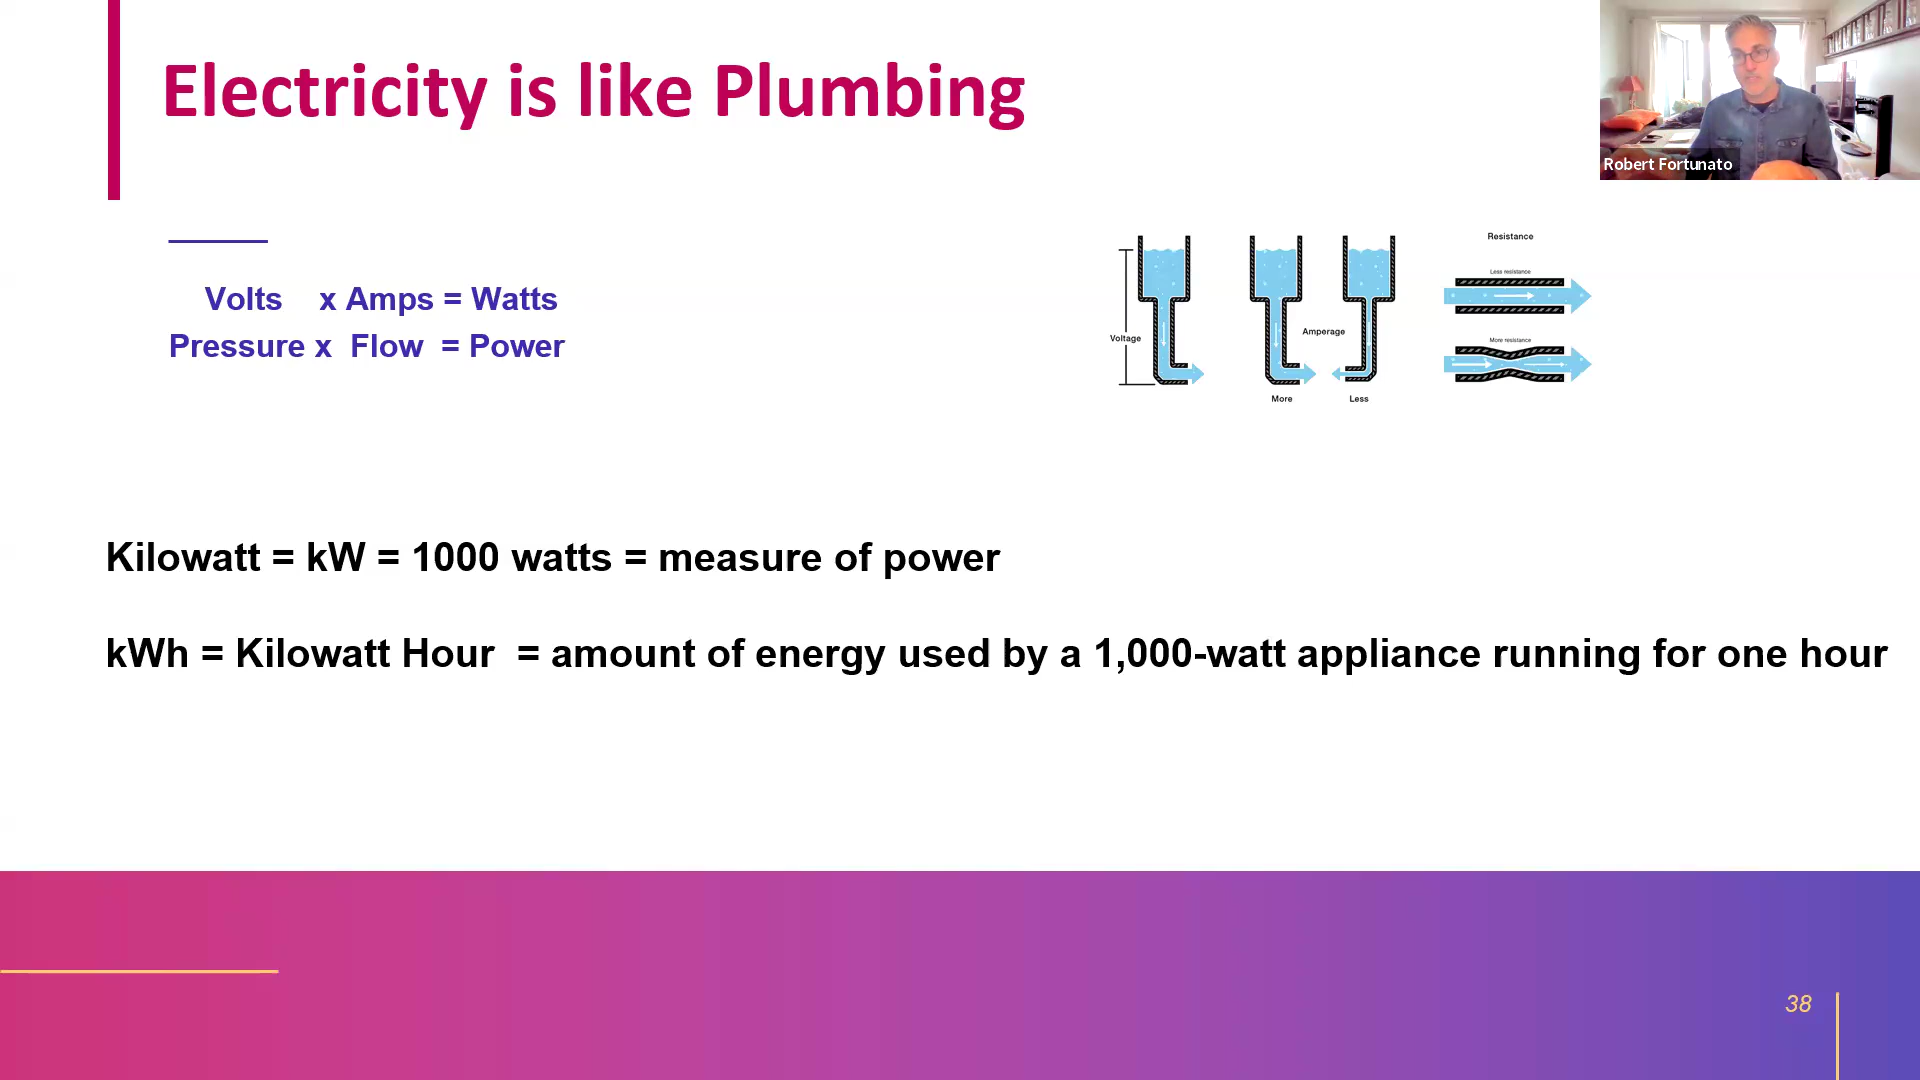 Electricity is like Plumbing
Robert Fortunato
Volts x Amps = Watts
Pressure x Flow = Power
Voltage
Amperage
More
Less
Resistance
Less resistance
More resistance
Kilowatt = kW = 1000 watts = measure of power
kWh = Kilowatt Hour = amount of energy used by a 1,000-watt appliance running for one hour
38